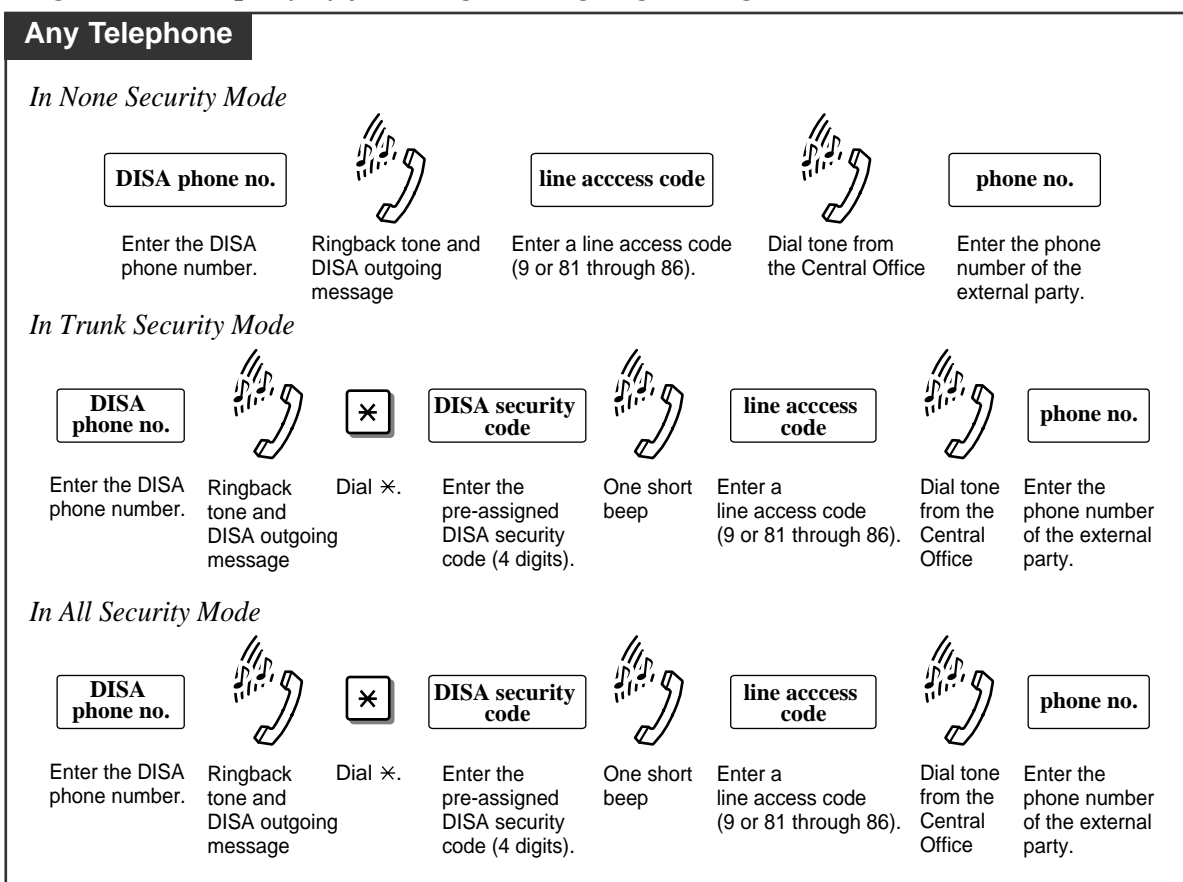 Any Telephone
In None Security Mode
DISA phone no.
line acccess code
phone no.
Enter the DISA
phone number.
Ringback tone and
DISA outgoing
message
Enter a line access code
(9 or 81 through 86).
Dial tone from
the Central Office
Enter the phone
number of the
external party.
In Trunk Security Mode
DISA
phone no.
DISA security
code
line acccess
code
phone no.
Enter the DISA
phone number.
Ringback
tone and
DISA outgoing
message
Dial ✳.
Enter the
pre-assigned
DISA security
code (4 digits).
One short
beep
Enter a
line access code
(9 or 81 through 86).
Dial tone
from the
Central
Office
Enter the
phone number
of the external
party.
In All Security Mode
DISA
phone no.
DISA security
code
line acccess
code
phone no.
Enter the DISA
phone number.
Ringback
tone and
DISA outgoing
message
Dial ✳.
Enter the
pre-assigned
DISA security
code (4 digits).
One short
beep
Enter a
line access code
(9 or 81 through 86).
Dial tone
from the
Central
Office
Enter the
phone number
of the external
party.